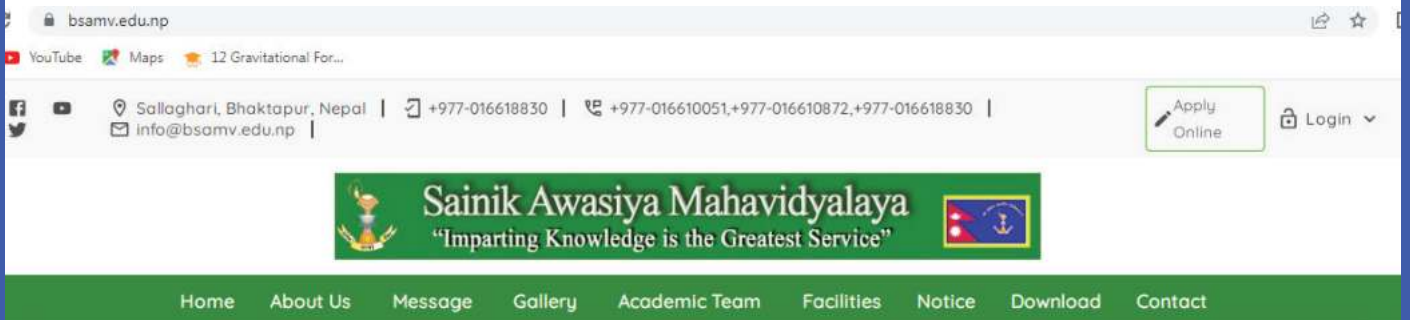 bsamv.edu.np
YouTube Maps 12 Gravitational For...
Sallaghari, Bhaktapur, Nepal | +977-016618830 | +977-016610051,+977-016610872,+977-016618830 |
info@bsamv.edu.np |
Apply
Online
Login
Sainik Awasiya Mahavidyalaya
“Imparting Knowledge is the Greatest Service”
Home About Us Message Gallery Academic Team Facilities Notice Download Contact